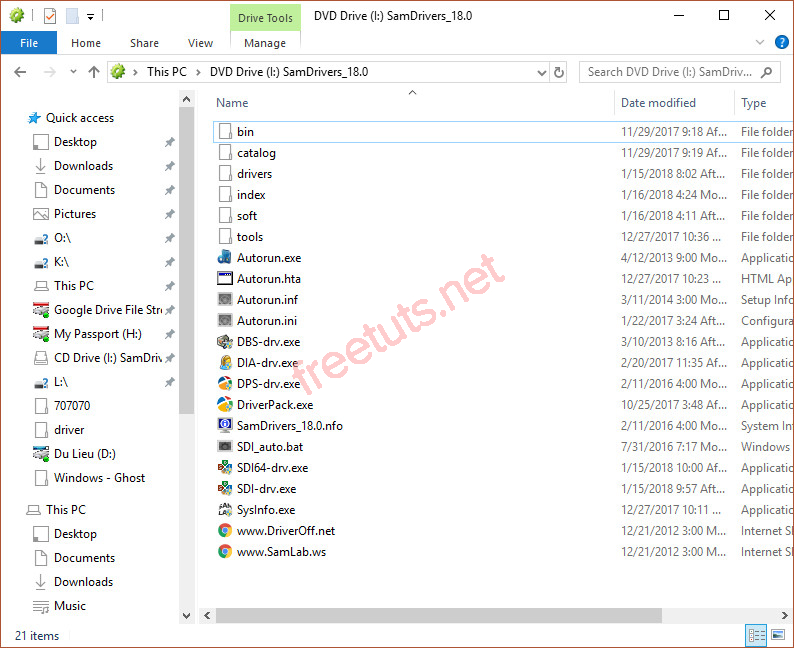 Drive Tools DVD Drive (I:) SamDrivers_18.0
File Home Share View Manage
This PC DVD Drive (I:) SamDrivers_18.0 Search DVD Drive (I:) SamDriv...
Name Date modified Type
Quick access
Desktop
Downloads
Documents
Pictures
O:\
K:\
This PC
Google Drive File Stre
My Passport (H:)
CD Drive (I:) SamDriv
L:\
707070
driver
Du Lieu (D:)
Windows - Ghost
This PC
Desktop
Documents
Downloads
Music
bin 11/29/2017 9:18 Af... File folder
catalog 11/29/2017 9:19 Af... File folder
drivers 1/15/2018 8:02 Aft... File folder
index 1/16/2018 4:24 Mo... File folder
soft 1/16/2018 4:11 Aft... File folder
tools 12/27/2017 10:36 ... File folder
Autorun.exe 4/12/2013 9:00 Mo... Applicatio
Autorun.hta 12/27/2017 10:23 ... HTML Ap
Autorun.inf 3/11/2014 3:00 Mo... Setup Info
Autorun.ini 1/22/2017 3:24 Aft... Configura
DBS-drv.exe 3/10/2013 8:16 Aft... Applicatio
DIA-drv.exe 2/20/2017 11:35 Af... Applicatio
DPS-drv.exe 2/11/2016 4:00 Mo... Applicatio
DriverPack.exe 10/25/2017 3:48 Af... Applicatio
SamDrivers_18.0.nfo 2/11/2016 4:00 Mo... System In
SDI_auto.bat 7/31/2016 7:17 Mo... Windows
SDI64-drv.exe 1/15/2018 10:00 Af... Applicatio
SDI-drv.exe 1/15/2018 9:57 Aft... Applicatio
SysInfo.exe 12/27/2017 10:11 ... Applicatio
www.DriverOff.net 12/21/2012 3:00 M... Internet S
www.SamLab.ws 12/21/2012 3:00 M... Internet S
freetuts.net
21 items